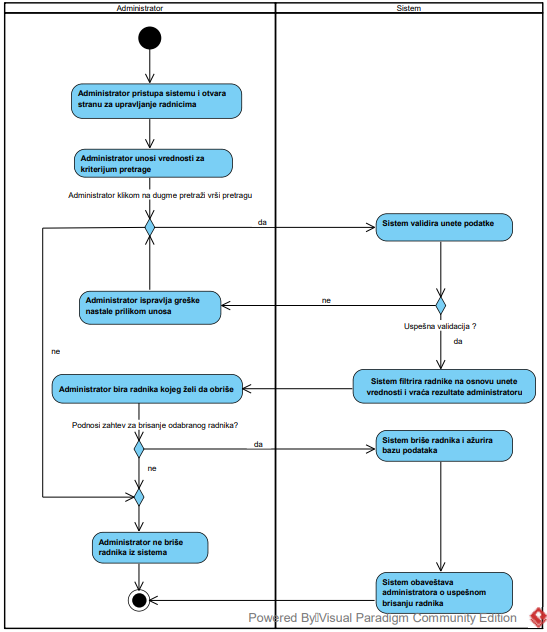 Administrator
Sistem
Administrator pristupa sistemu i otvara
stranu za upravljanje radnicima
Administrator unosi vrednosti za
kriterijum pretrage
Administrator klikom na dugme pretraži vrši pretragu
da
Sistem validira unete podatke
Administrator ispravlja greške
nastale prilikom unosa
ne
Uspešna validacija ?
da
ne
Sistem filtrira radnike na osnovu unete
vrednosti i vraća rezultate administratoru
Administrator bira radnika kojeg želi da obriše
Podnosi zahtev za brisanje odabranog radnika?
da
Sistem briše radnika i ažurira
bazu podataka
ne
Administrator ne briše
radnika iz sistema
Sistem obaveštava
administratora o uspešnom
brisanju radnika
Powered By Visual Paradigm Community Edition